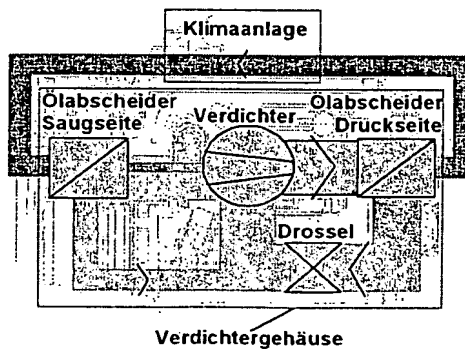 Klimaanlage
Ölabscheider
Saugseite
Verdichter
Ölabscheider
Druckseite
Drossel
Verdichtergehäuse